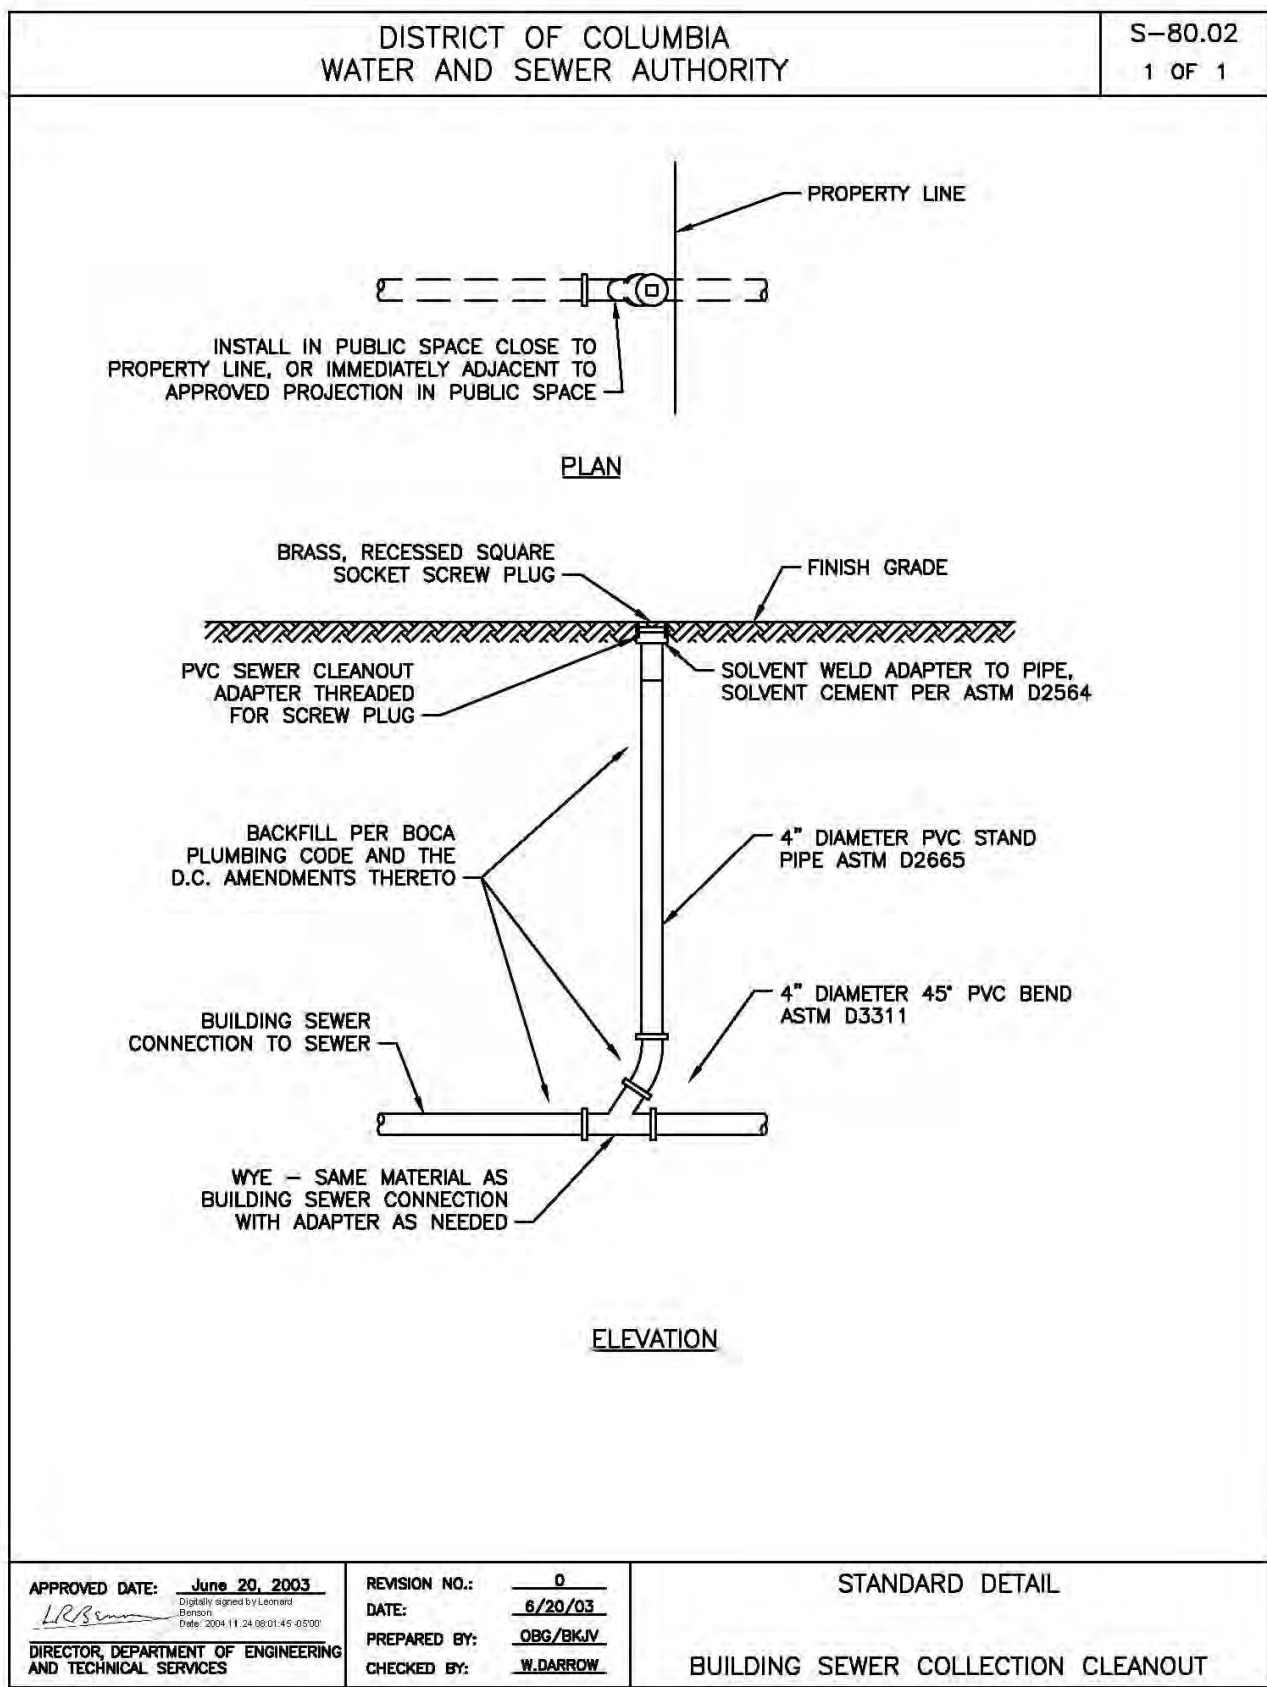 DISTRICT OF COLUMBIA
WATER AND SEWER AUTHORITY
S-80.02
1 OF 1
PROPERTY LINE
INSTALL IN PUBLIC SPACE CLOSE TO
PROPERTY LINE, OR IMMEDIATELY ADJACENT TO
APPROVED PROJECTION IN PUBLIC SPACE
PLAN
BRASS, RECESSED SQUARE
SOCKET SCREW PLUG
FINISH GRADE
PVC SEWER CLEANOUT
ADAPTER THREADED
FOR SCREW PLUG
SOLVENT WELD ADAPTER TO PIPE,
SOLVENT CEMENT PER ASTM D2564
BACKFILL PER BOCA
PLUMBING CODE AND THE
D.C. AMENDMENTS THERETO
4" DIAMETER PVC STAND
PIPE ASTM D2665
4" DIAMETER 45° PVC BEND
ASTM D3311
BUILDING SEWER
CONNECTION TO SEWER
WYE – SAME MATERIAL AS
BUILDING SEWER CONNECTION
WITH ADAPTER AS NEEDED
ELEVATION
APPROVED DATE: June 20, 2003
Digitally signed by Leonard
Benson
Date: 2004.11.24 08:01:45 -05'00'
DIRECTOR, DEPARTMENT OF ENGINEERING
AND TECHNICAL SERVICES
REVISION NO.: 0
DATE: 6/20/03
PREPARED BY: OBG/BKJV
CHECKED BY: W.DARROW
STANDARD DETAIL
BUILDING SEWER COLLECTION CLEANOUT